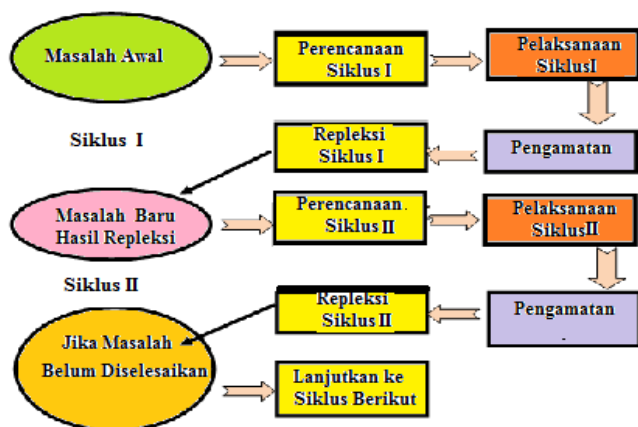 Masalah Awal
Perencanaan
Siklus I
Pelaksanaan
SiklusI
Siklus I
Repleksi
Siklus I
Pengamatan
Masalah Baru
Hasil Repleksi
Perencanaan.
Siklus II
Pelaksanaan
SiklusII
Siklus II
Repleksi
Siklus II
Pengamatan
.
Jika Masalah
Belum Diselesaikan
Lanjutkan ke
Siklus Berikut